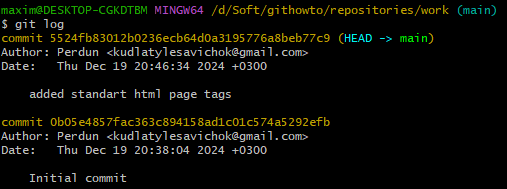 maxim@DESKTOP-CGKDTBM MINGW64 /d/Soft/githowto/repositories/work (main)
$ git log
commit 5524fb83012b0236ecb64d0a3195776a8beb77c9 (HEAD -> main)
Author: Perdun <kudlatylesavichok@gmail.com>
Date:   Thu Dec 19 20:46:34 2024 +0300
    added standart html page tags
commit 0b05e4857fac363c894158ad1c01c574a5292efb
Author: Perdun <kudlatylesavichok@gmail.com>
Date:   Thu Dec 19 20:38:04 2024 +0300
    Initial commit